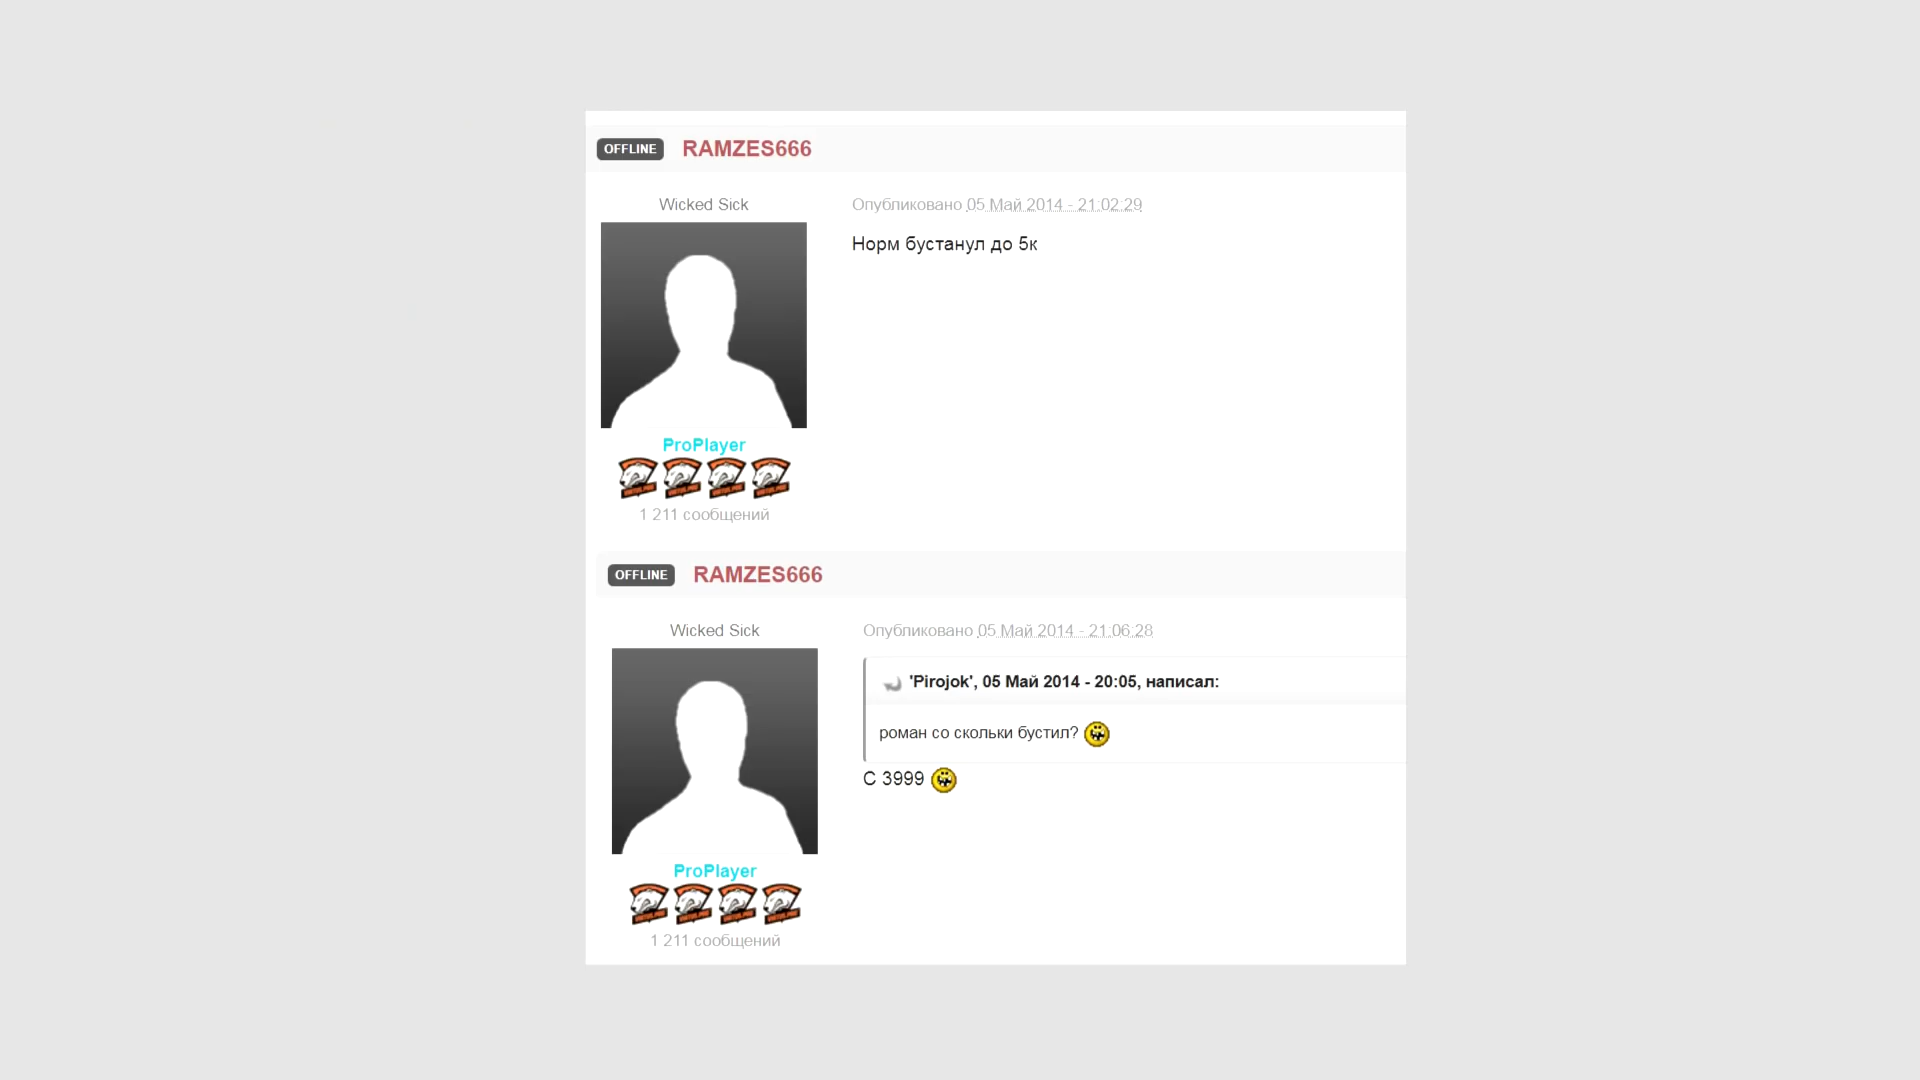 OFFLINE RAMZES666
Wicked Sick
Опубликовано 05 Май 2014 - 21:02:29
Норм бустанул до 5к
ProPlayer
1 211 сообщений
OFFLINE RAMZES666
Wicked Sick
Опубликовано 05 Май 2014 - 21:06:28
'Pirojok', 05 Май 2014 - 20:05, написал:
роман со скольки бустил?
С 3999
ProPlayer
1 211 сообщений